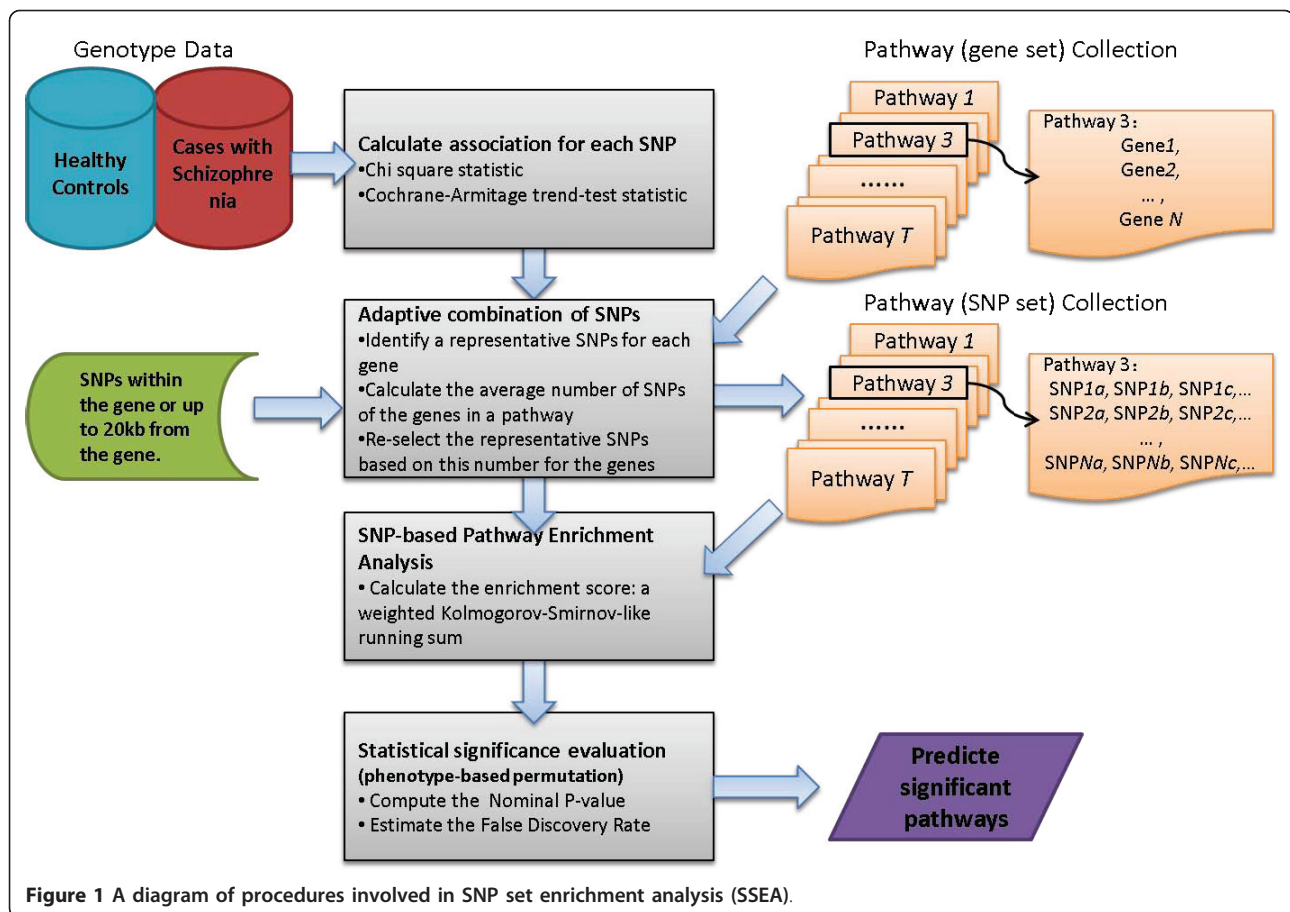 Genotype Data
Healthy
Controls
Cases with
Schizophre
nia
Calculate association for each SNP
•Chi square statistic
•Cochrane-Armitage trend-test statistic
Pathway (gene set) Collection
Pathway 1
Pathway 3
......
Pathway T
Pathway 3:
Gene1,
Gene2,
... ,
Gene N
SNPs within
the gene or up
to 20kb from
the gene.
Adaptive combination of SNPs
•Identify a representative SNPs for each
gene
•Calculate the average number of SNPs
of the genes in a pathway
•Re-select the representative SNPs
based on this number for the genes
Pathway (SNP set) Collection
Pathway 1
Pathway 3
......
Pathway T
Pathway 3:
SNP1a, SNP1b, SNP1c,...
SNP2a, SNP2b, SNP2c,...
... ,
SNPNa, SNPNb, SNPNc,...
SNP-based Pathway Enrichment
Analysis
• Calculate the enrichment score: a
weighted Kolmogorov-Smirnov-like
running sum
Statistical significance evaluation
(phenotype-based permutation)
• Compute the Nominal P-value
• Estimate the False Discovery Rate
Predicte
significant
pathways
Figure 1 A diagram of procedures involved in SNP set enrichment analysis (SSEA).